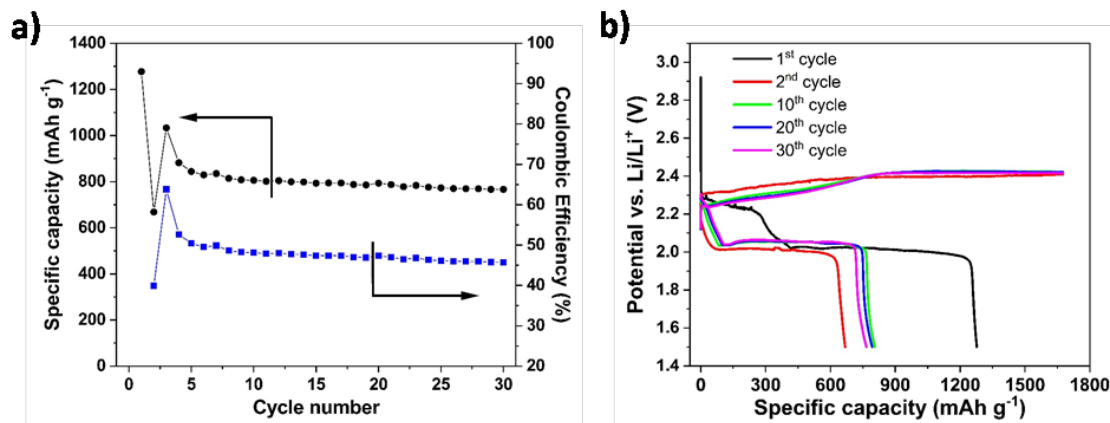 a)
1400
1200
1000
800
600
400
200
0
Specific capacity (mAh g⁻¹)
0 5 10 15 20 25 30
Cycle number
100
90
80
70
60
50
40
30
20
Coulombic Efficiency (%)
b)
3.0
2.8
2.6
2.4
2.2
2.0
1.8
1.6
1.4
Potential vs. Li/Li⁺ (V)
1ˢᵗ cycle
2ⁿᵈ cycle
10ᵗʰ cycle
20ᵗʰ cycle
30ᵗʰ cycle
0 300 600 900 1200 1500 1800
Specific capacity (mAh g⁻¹)